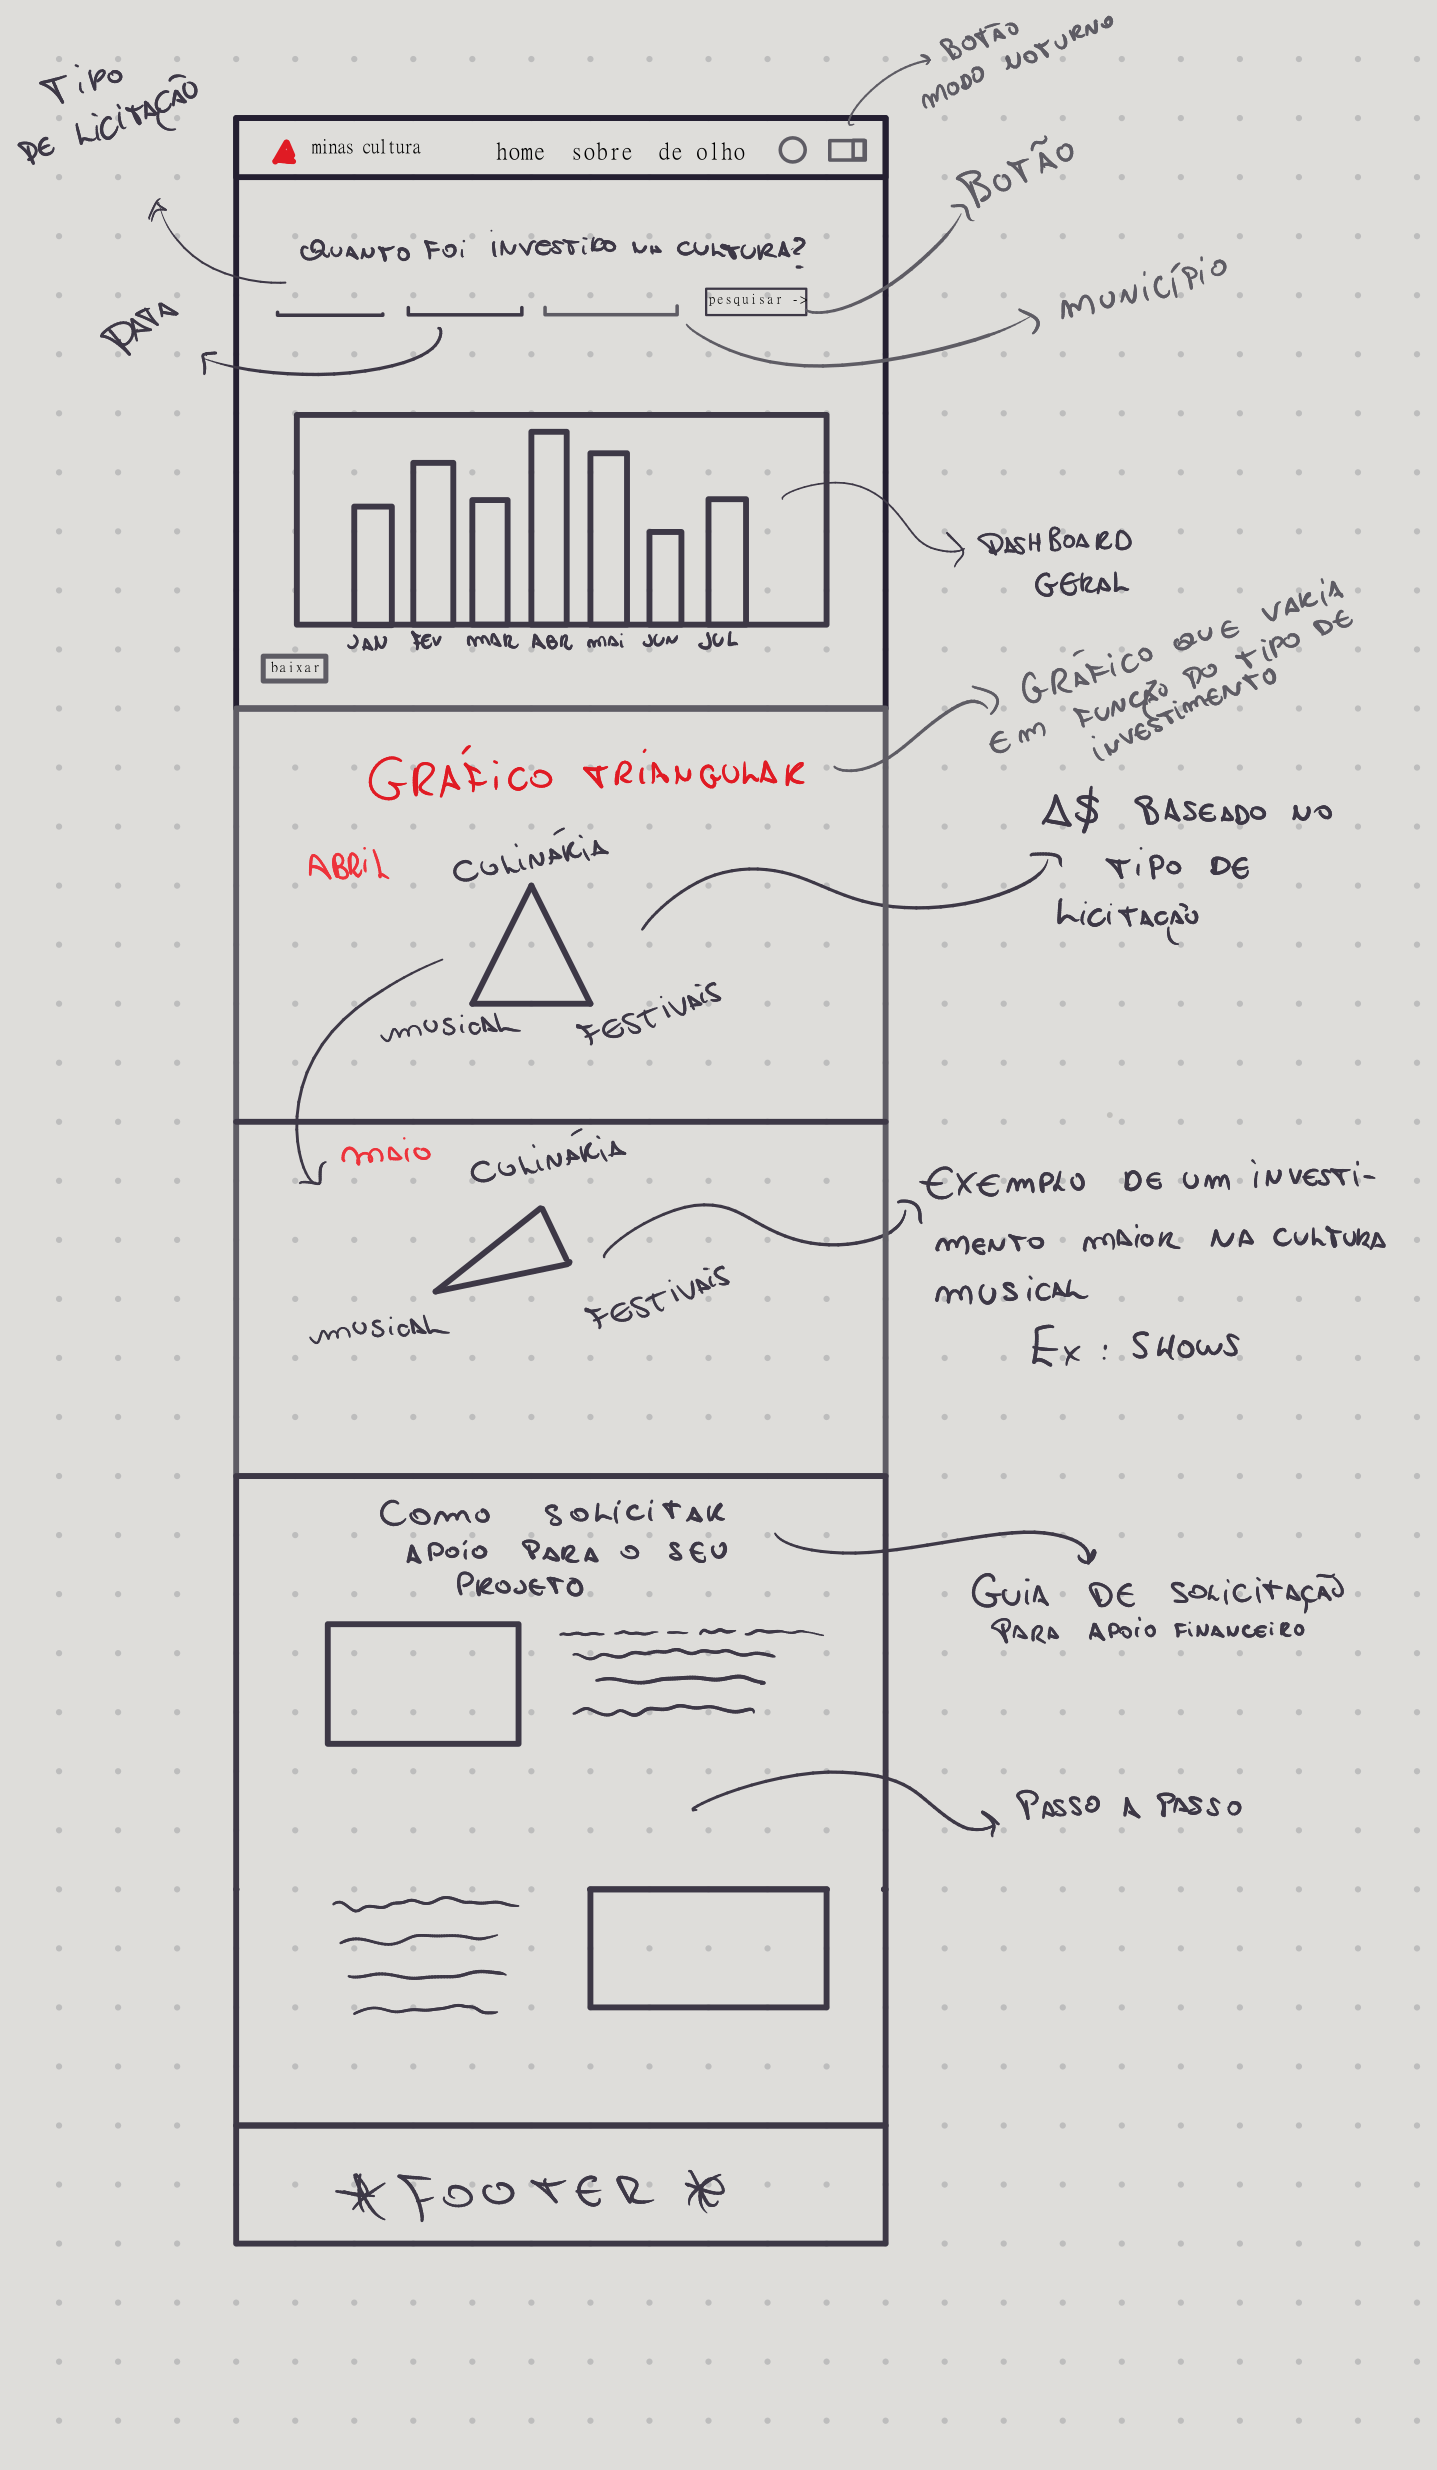 TIPO
DE LICITAÇÃO
BOTÃO
MODO NOTURNO
minas cultura
home sobre de olho
BOTÃO
QUANTO FOI INVESTIDO NA CULTURA?
pesquisar ->
MUNICÍPIO
DATA
DASHBOARD
GERAL
JAN FEV MAR ABR MAI JUN JUL
baixar
GRÁFICO QUE VARIA
EM FUNÇÃO DO TIPO DE
INVESTIMENTO
GRÁFICO TRIANGULAR
Δ$ BASEADO NO
TIPO DE
LICITAÇÃO
ABRIL
CULINÁRIA
MUSICAL
FESTIVAIS
MAIO
CULINÁRIA
MUSICAL
FESTIVAIS
EXEMPLO DE UM INVESTI-
MENTO MAIOR NA CULTURA
MUSICAL
Ex: SHOWS
COMO SOLICITAR
APOIO PARA O SEU
PROJETO
GUIA DE SOLICITAÇÃO
PARA APOIO FINANCEIRO
PASSO A PASSO
* FOOTER *